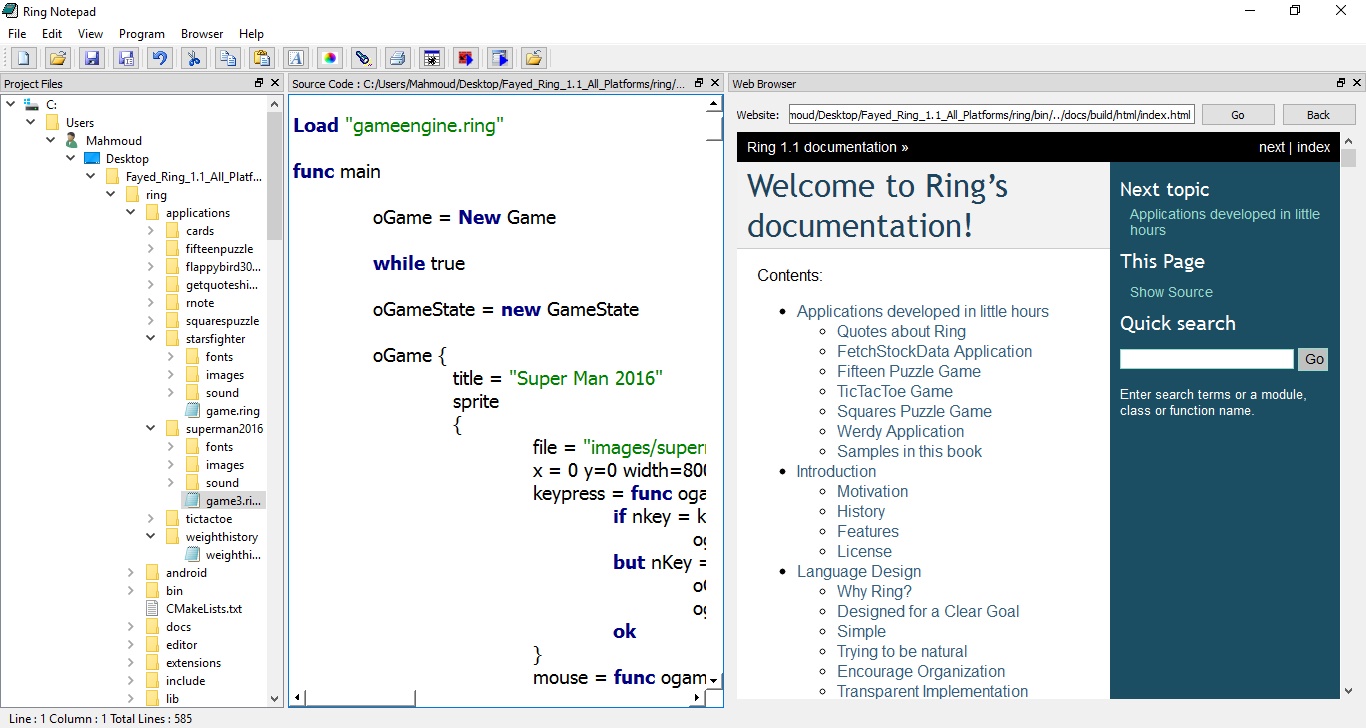 Ring Notepad
File Edit View Program Browser Help
Project Files
C:
Users
Mahmoud
Desktop
Fayed_Ring_1.1_All_Platf...
ring
applications
cards
fifteenpuzzle
flappybird30...
getquoteshi...
rnote
squarespuzzle
starsfighter
fonts
images
sound
game.ring
superman2016
fonts
images
sound
game3.ri...
tictactoe
weighthistory
weighthi...
android
bin
CMakeLists.txt
docs
editor
extensions
include
lib
Source Code : C:/Users/Mahmoud/Desktop/Fayed_Ring_1.1_All_Platforms/ring/...
Load "gameengine.ring"
func main
oGame = New Game
while true
oGameState = new GameState
oGame {
title = "Super Man 2016"
sprite
{
file = "images/super
x = 0 y=0 width=800
keypress = func oga
if nkey = k
og
but nKey =
oG
og
ok
}
mouse = func ogam
Web Browser
Website: moud/Desktop/Fayed_Ring_1.1_All_Platforms/ring/bin/../docs/build/html/index.html Go Back
Ring 1.1 documentation » next | index
Welcome to Ring's
documentation!
Contents:
• Applications developed in little hours
◦ Quotes about Ring
◦ FetchStockData Application
◦ Fifteen Puzzle Game
◦ TicTacToe Game
◦ Squares Puzzle Game
◦ Werdy Application
◦ Samples in this book
• Introduction
◦ Motivation
◦ History
◦ Features
◦ License
• Language Design
◦ Why Ring?
◦ Designed for a Clear Goal
◦ Simple
◦ Trying to be natural
◦ Encourage Organization
◦ Transparent Implementation
Next topic
Applications developed in little
hours
This Page
Show Source
Quick search
Go
Enter search terms or a module,
class or function name.
Line : 1 Column : 1 Total Lines : 585